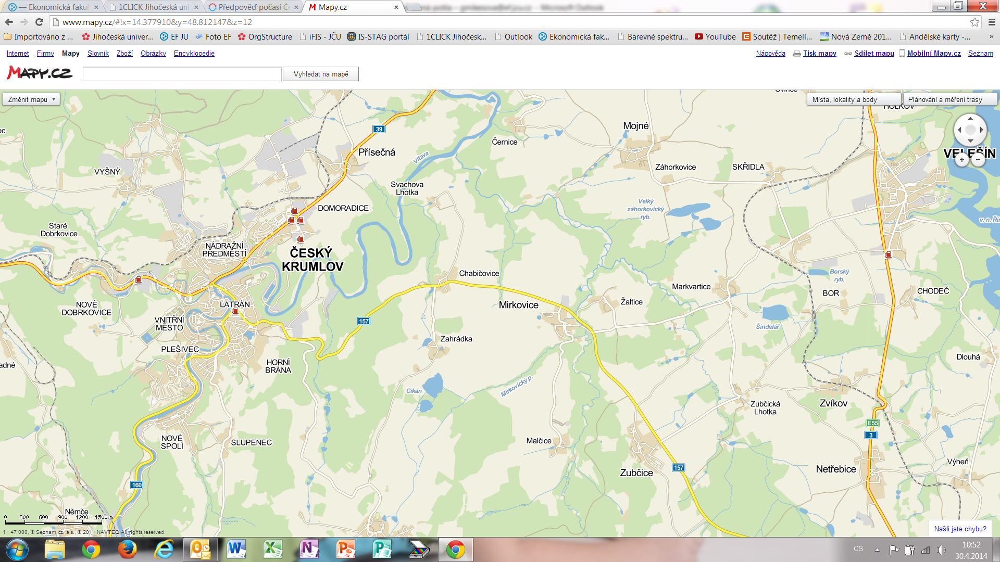 — Ekonomická fakul
1CLICK Jihočeská uni
Předpověď počasí Če
Mapy.cz
Microsoft Outlook
www.mapy.cz/#!x=14.377910&y=48.812147&z=12
Importováno z ...
Jihočeská univer...
EF JU
Foto EF
OrgStructure
iFIS - JČU
IS-STAG portál
1CLICK Jihočesk...
Outlook
Ekonomická fak...
Barevné spektru...
YouTube
Soutěž | Temelí...
Nová Země 201...
Andělské karty -...
»
Internet Firmy Mapy Slovník Zboží Obrázky Encyklopedie
Nápověda Tisk mapy Sdílet mapu Mobilní Mapy.cz Seznam
MAPY.CZ
Vyhledat na mapě
Změnit mapu
Místa, lokality a body
Plánování a měření trasy
HOLKOV
ec
39
Mojné
Černice
Přísečná
Vltava
VELEŠÍN
VYŠNÝ
Záhorkovice
SKŘIDLA
Svachova
Lhotka
DOMORADICE
Velký
záhorkovický
ryb.
v. n. Ří
Staré
Dobrkovice
NÁDRAŽNÍ
PŘEDMĚSTÍ
ČESKÝ
KRUMLOV
Chabičovice
Borský
ryb.
Markvartice
BOR
CHODEČ
NOVÉ
DOBRKOVICE
LATRÁN
Mirkovice
Žaltice
VNITŘNÍ
MĚSTO
157
Šindelář
Zahrádka
PLEŠIVEC
adné
HORNÍ
BRÁNA
Dlouhá
Cikán
Mirkovický p.
Zubčická
Lhotka
Zvíkov
E55
3
NOVÉ
SPOLÍ
SLUPENEC
Malčice
Výheň
157
Netřebice
Zubčice
160
Němče
0 300 600 900 1200 1500 m
1 : 47 000, © Seznam.cz, a.s., © 2011 NAVTEQ All rights reserved
Našli jste chybu?
CS
10:52
30.4.2014